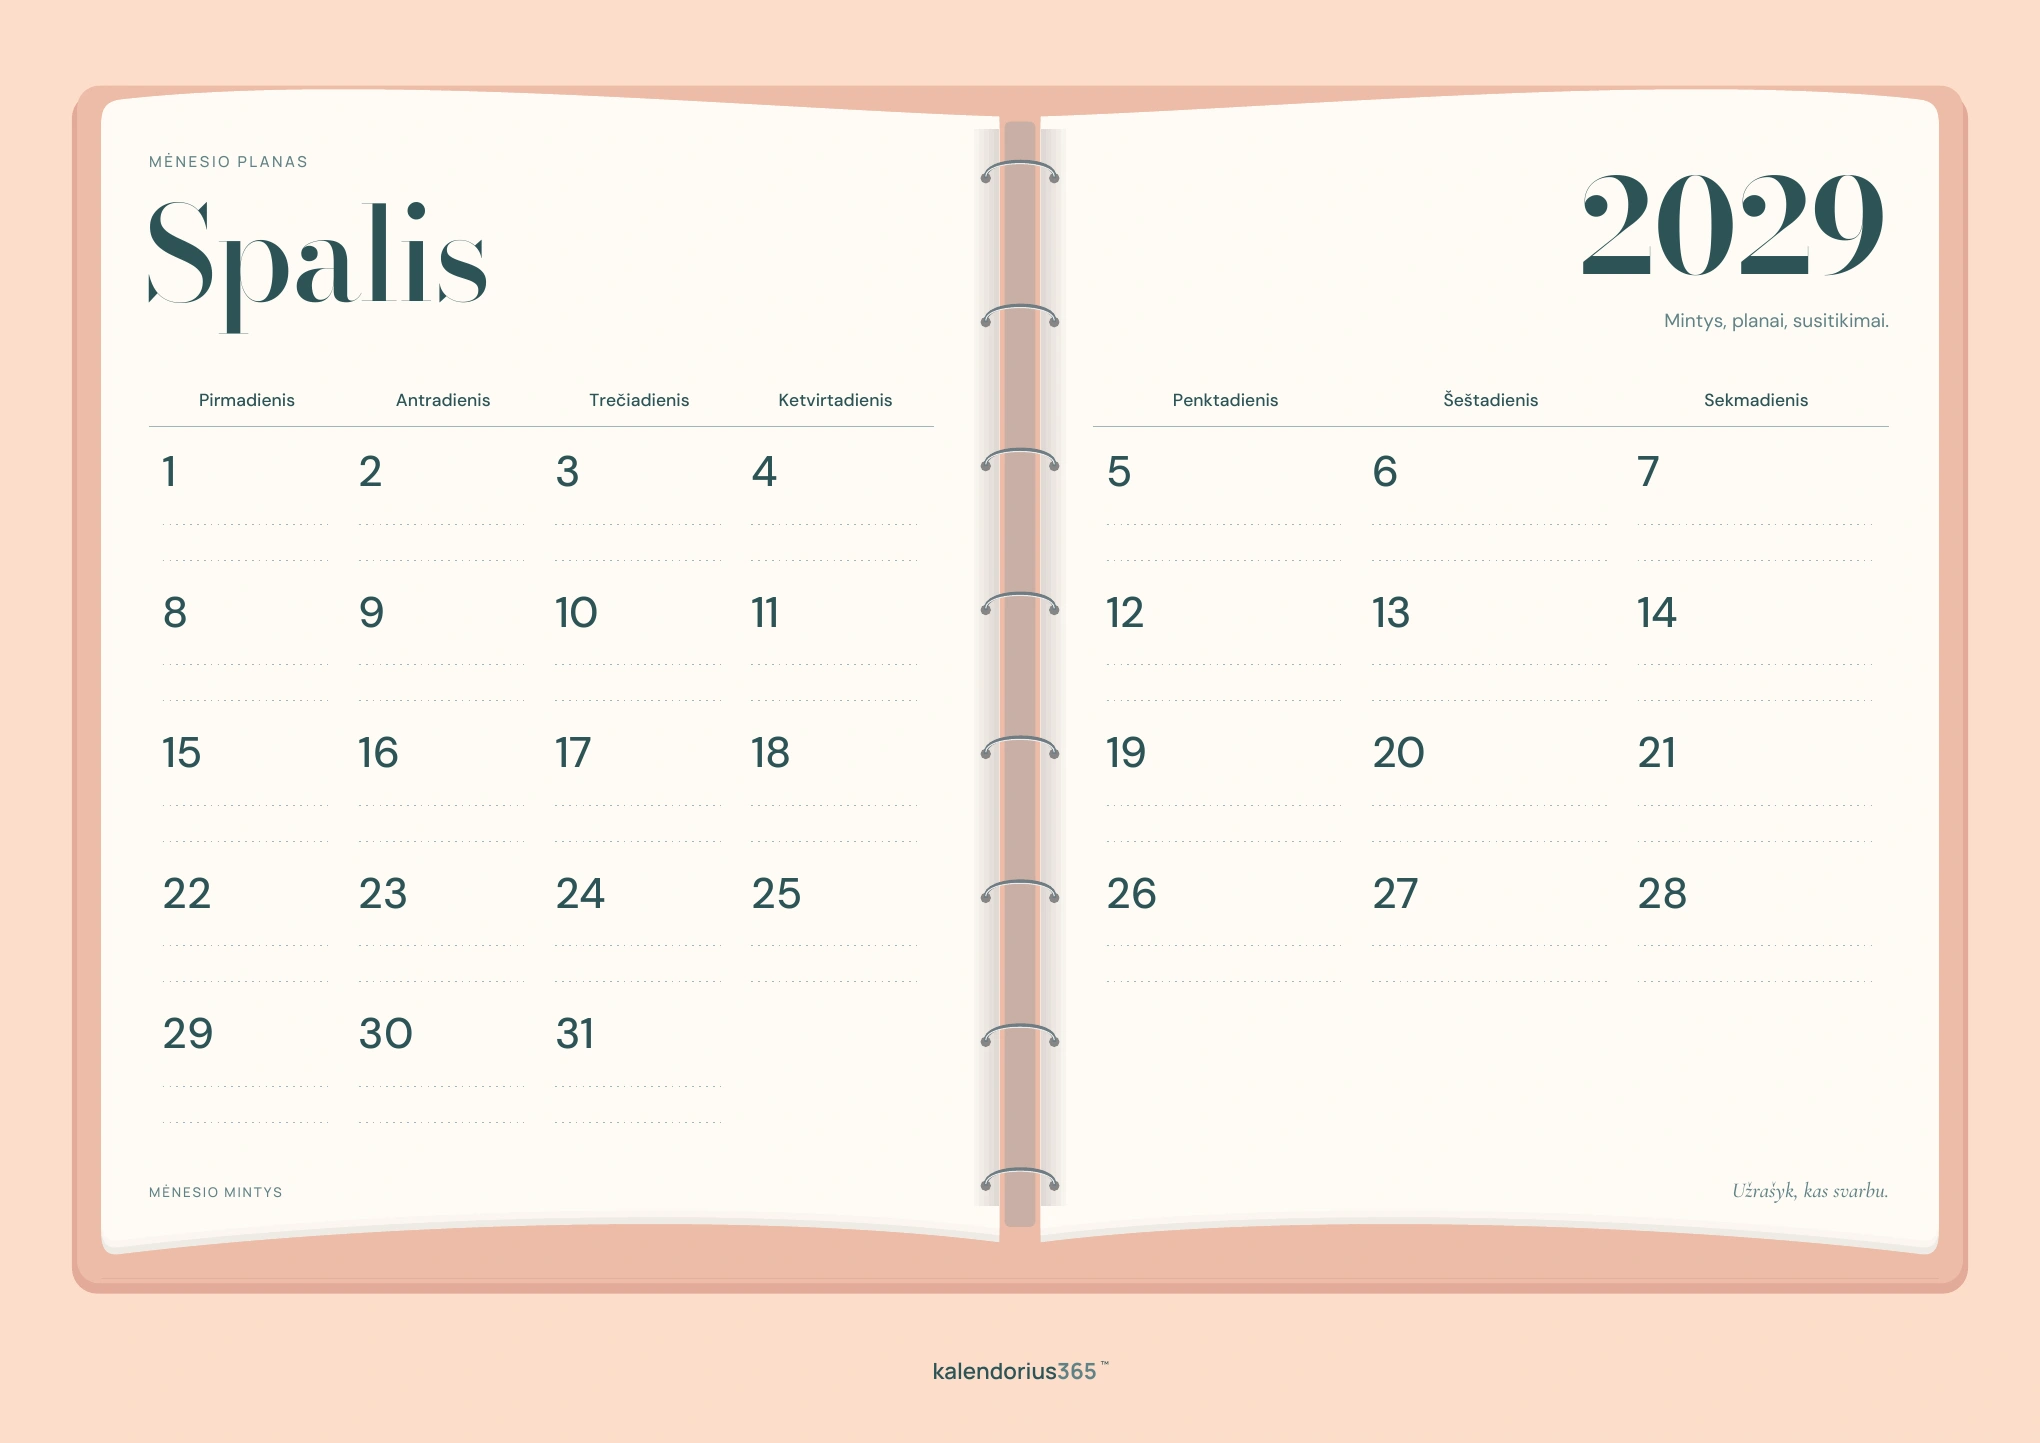 MĖNESIO PLANAS
Spalis
2029
Mintys, planai, susitikimai.
Pirmadienis Antradienis Trečiadienis Ketvirtadienis Penktadienis Šeštadienis Sekmadienis
1 2 3 4 5 6 7
8 9 10 11 12 13 14
15 16 17 18 19 20 21
22 23 24 25 26 27 28
29 30 31
MĖNESIO MINTYS
Užrašyk, kas svarbu.
kalendorius365™